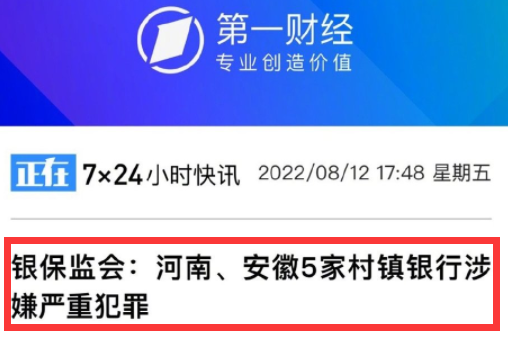 第一财经
专业创造价值
正在 7×24小时快讯 2022/08/12 17:48 星期五
银保监会：河南、安徽5家村镇银行涉
嫌严重犯罪